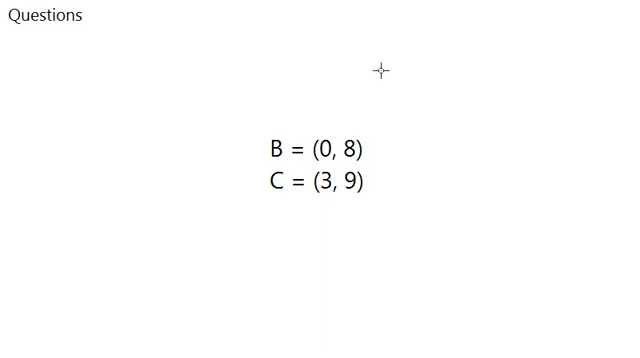 Questions
B = (0, 8)
C = (3, 9)